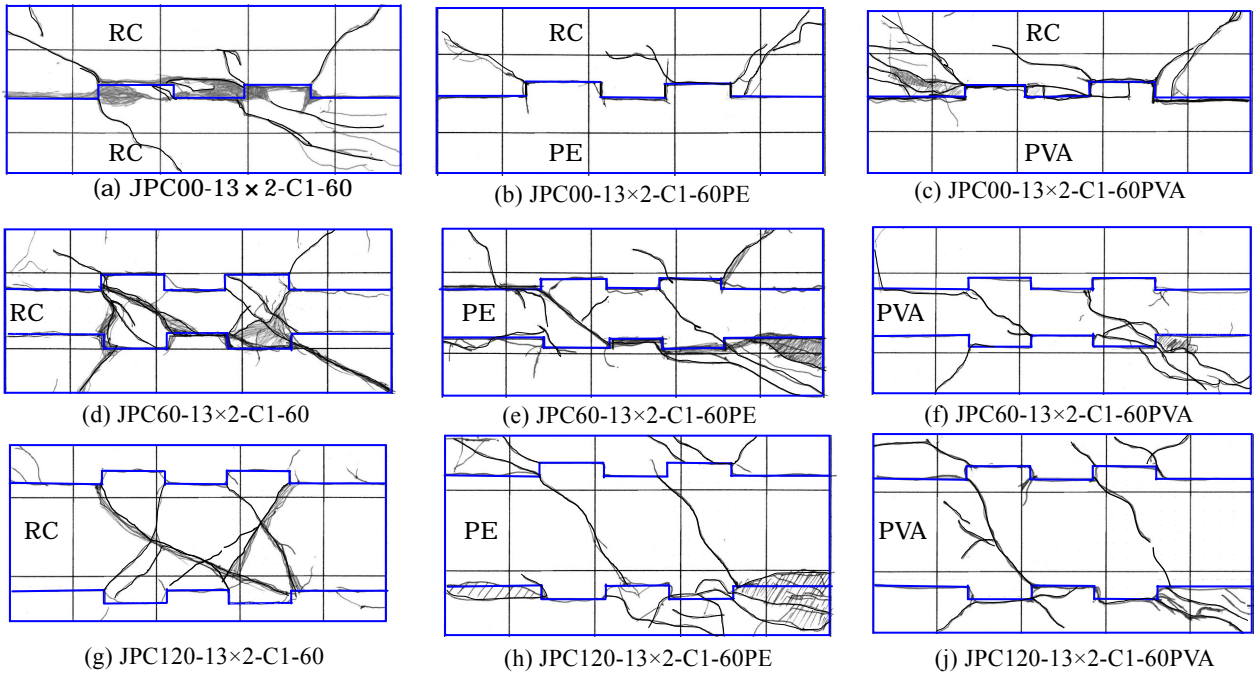 RC
RC
RC
RC
PE
PVA
(a) JPC00-13×2-C1-60
(b) JPC00-13×2-C1-60PE
(c) JPC00-13×2-C1-60PVA
RC
PE
PVA
(d) JPC60-13×2-C1-60
(e) JPC60-13×2-C1-60PE
(f) JPC60-13×2-C1-60PVA
RC
PE
PVA
(g) JPC120-13×2-C1-60
(h) JPC120-13×2-C1-60PE
(j) JPC120-13×2-C1-60PVA